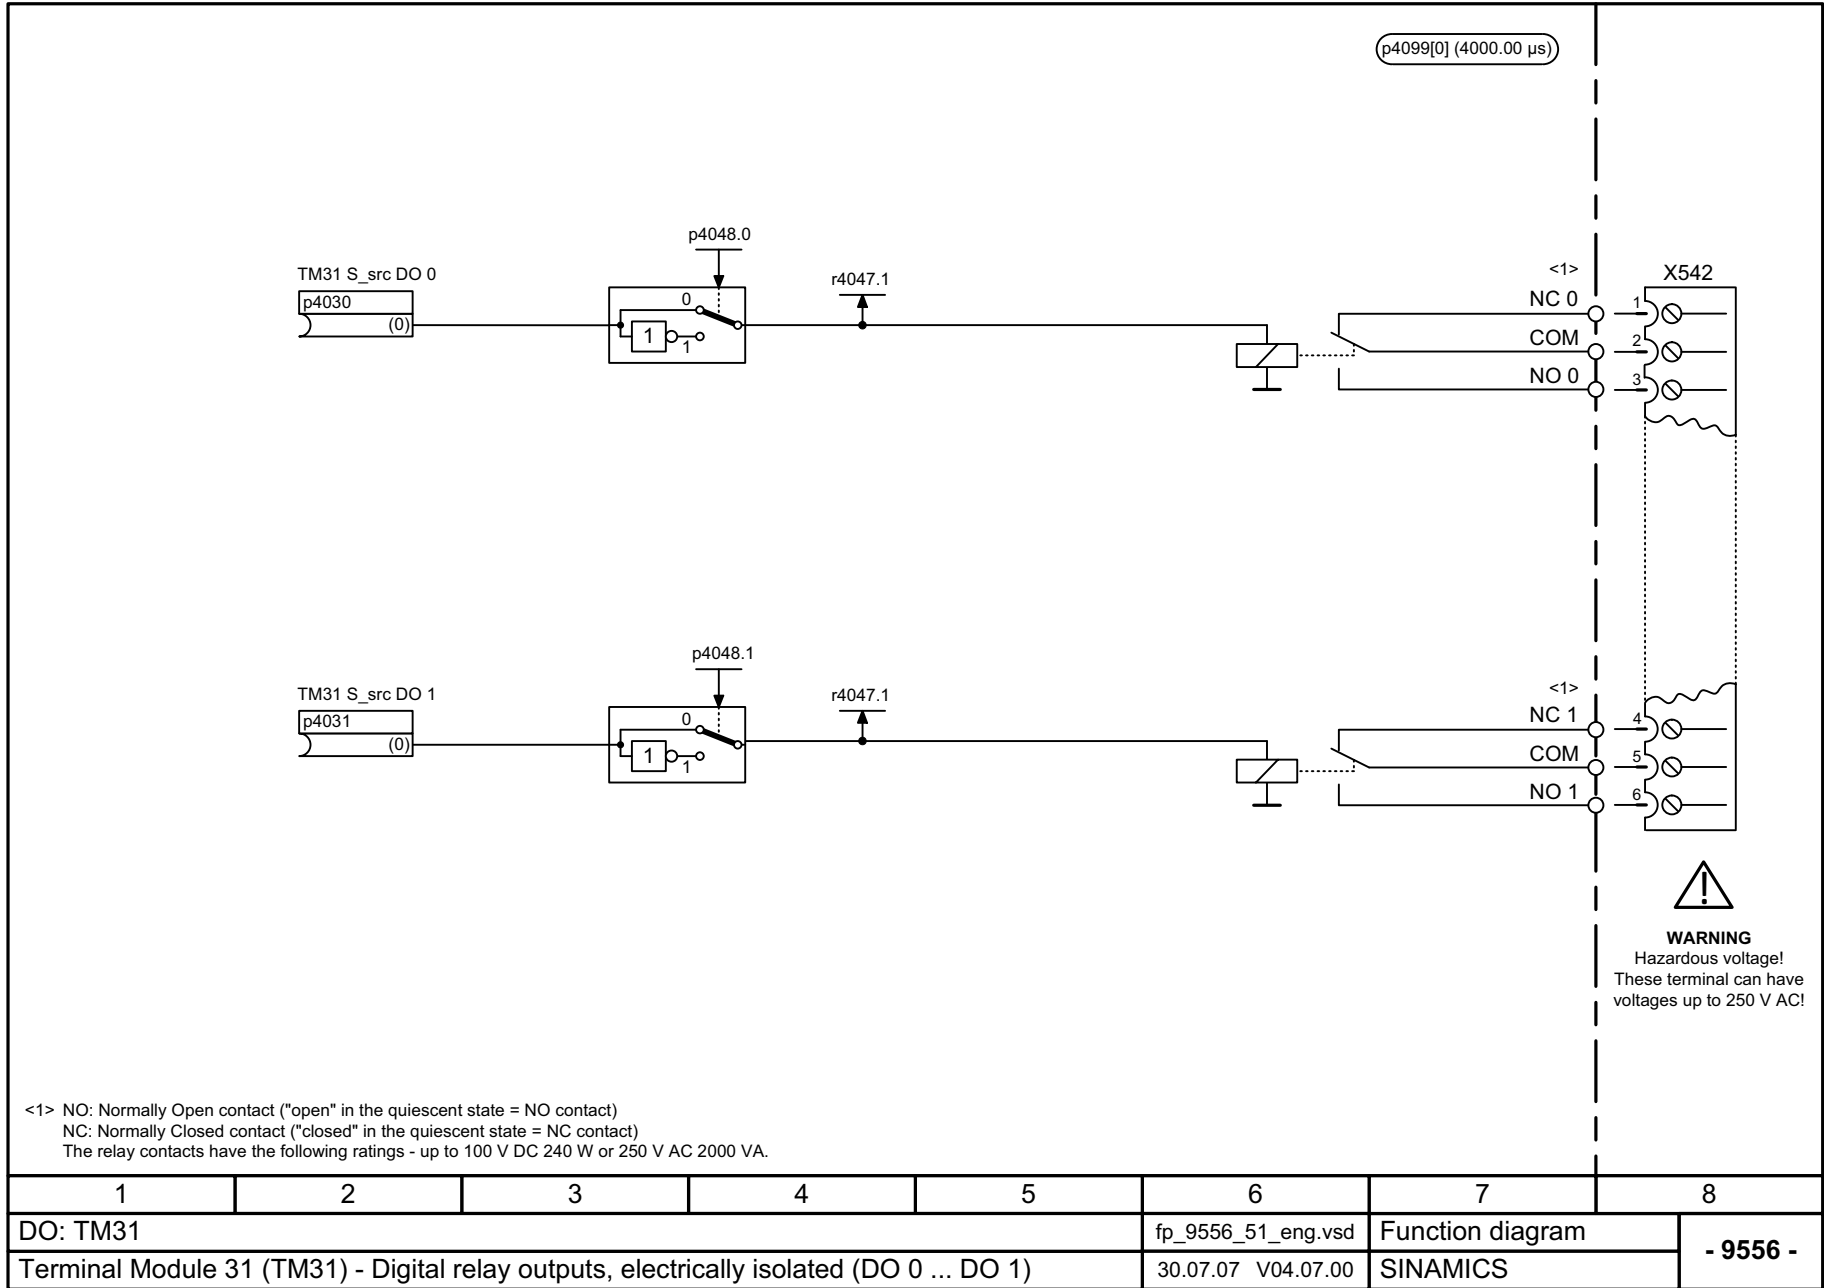 p4099[0] (4000.00 µs)
p4048.0
TM31 S_src DO 0
r4047.1
<1>
X542
p4030
(0)
0
1
1
NC 0
COM
NO 0
1
2
3
p4048.1
TM31 S_src DO 1
r4047.1
<1>
p4031
(0)
0
1
1
NC 1
COM
NO 1
4
5
6
WARNING
Hazardous voltage!
These terminal can have
voltages up to 250 V AC!
<1> NO: Normally Open contact ("open" in the quiescent state = NO contact)
NC: Normally Closed contact ("closed" in the quiescent state = NC contact)
The relay contacts have the following ratings - up to 100 V DC 240 W or 250 V AC 2000 VA.
1 2 3 4 5 6 7 8
DO: TM31 fp_9556_51_eng.vsd Function diagram
- 9556 -
Terminal Module 31 (TM31) - Digital relay outputs, electrically isolated (DO 0 ... DO 1) 30.07.07 V04.07.00 SINAMICS